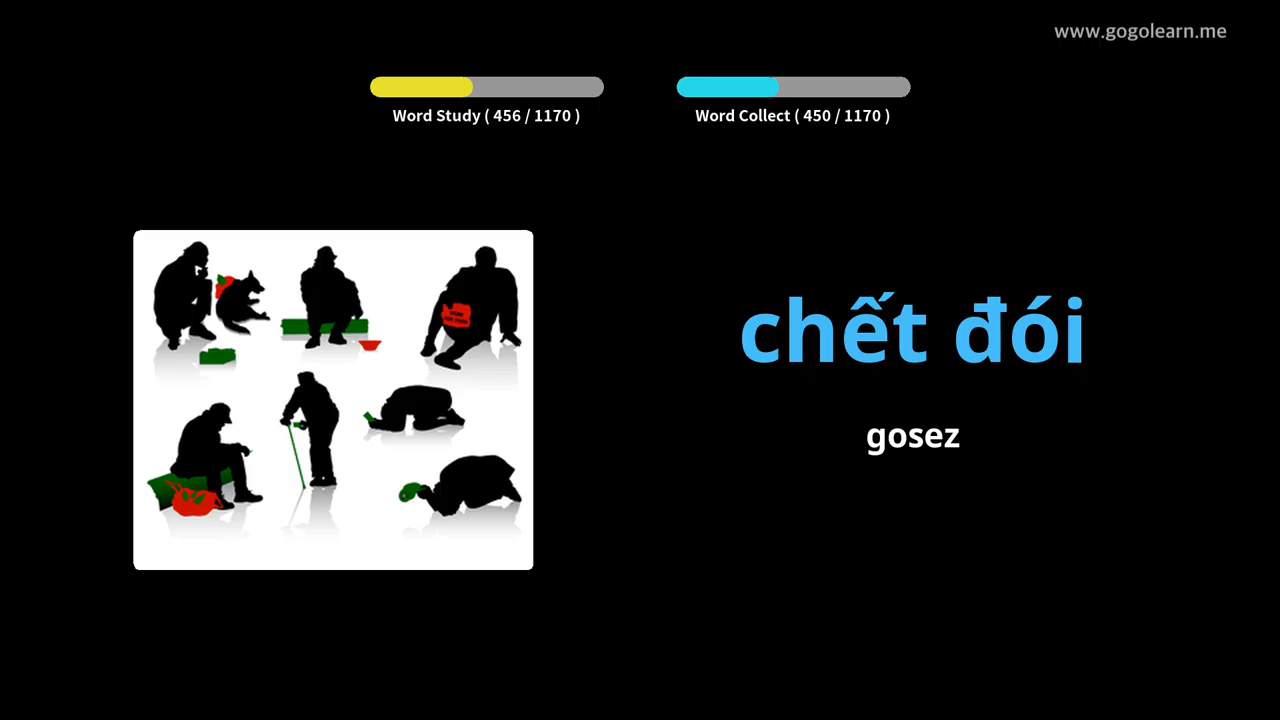 www.gogolearn.me
Word Study ( 456 / 1170 )
Word Collect ( 450 / 1170 )
chết đói
gosez